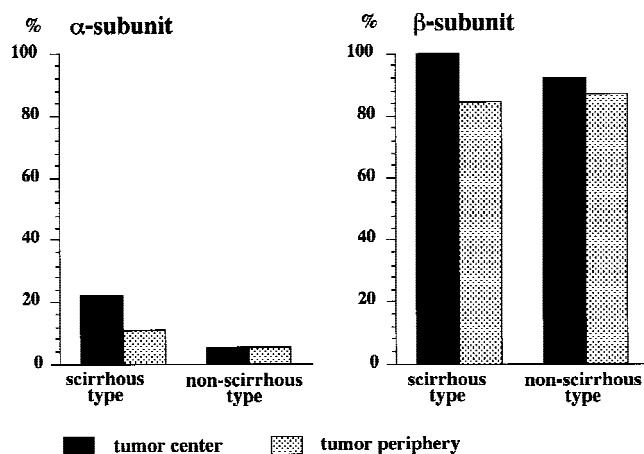 % α-subunit
100
80
60
40
20
0
scirrhous type
non-scirrhous type
% β-subunit
100
80
60
40
20
0
scirrhous type
non-scirrhous type
tumor center
tumor periphery